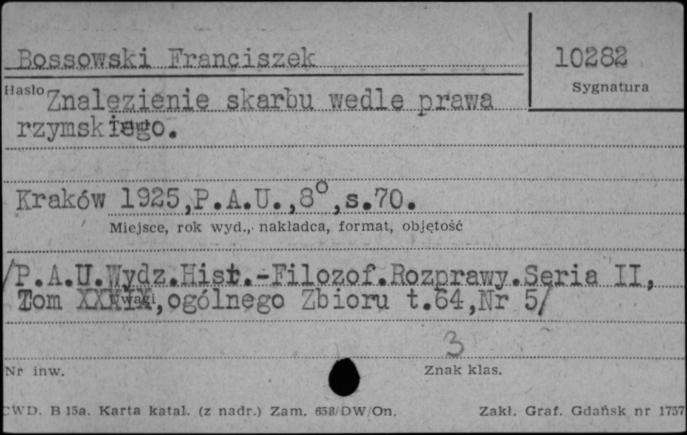 Bossowski Franciszek
10282
Sygnatura
Hasło Znalezienie skarbu wedle prawa
rzymskiego.
Kraków 1925,P.A.U.,8°,s.70.
Miejsce, rok wyd., nakładca, format, objętość
/P.A.U.Wydz.Hist.-Filozof.Rozprawy.Seria II,
Tom XXXIX,ogólnego Zbioru t.64,Nr 5/
3
Nr inw.
Znak klas.
CWD. B 15a. Karta katal. (z nadr.) Zam. 658/DW/On.
Zakł. Graf. Gdańsk nr 1757